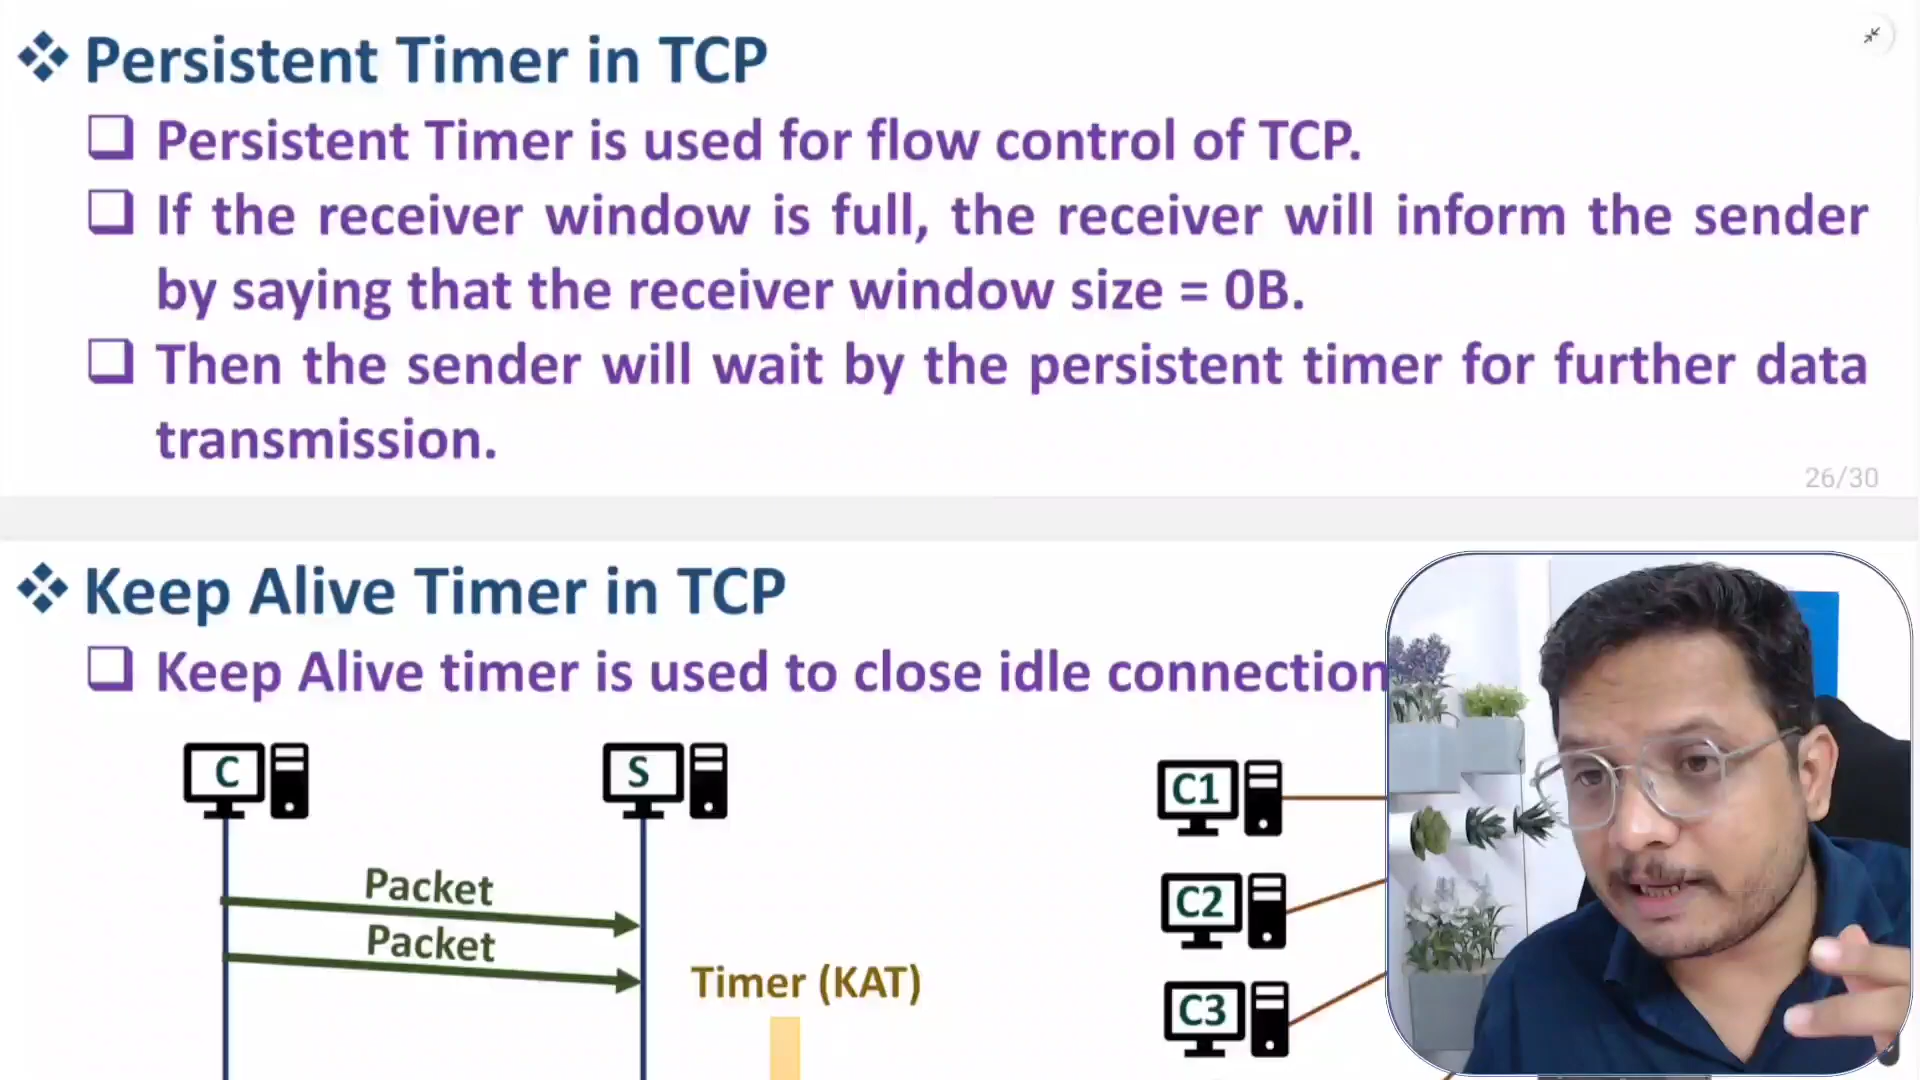 Persistent Timer in TCP
Persistent Timer is used for flow control of TCP.
If the receiver window is full, the receiver will inform the sender
by saying that the receiver window size = 0B.
Then the sender will wait by the persistent timer for further data
transmission.
26/30
Keep Alive Timer in TCP
Keep Alive timer is used to close idle connection
C
S
C1
Packet
C2
Packet
Timer (KAT)
C3